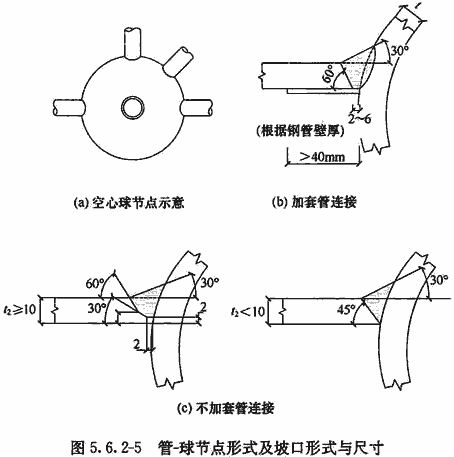 t
30°
60°
2~6
(根据钢管壁厚)
>40mm
(a) 空心球节点示意
(b) 加套管连接
60°
30°
30°
t₂≥10
2
2
30°
45°
t₂<10
(c) 不加套管连接
图 5.6.2-5 管-球节点形式及坡口形式与尺寸